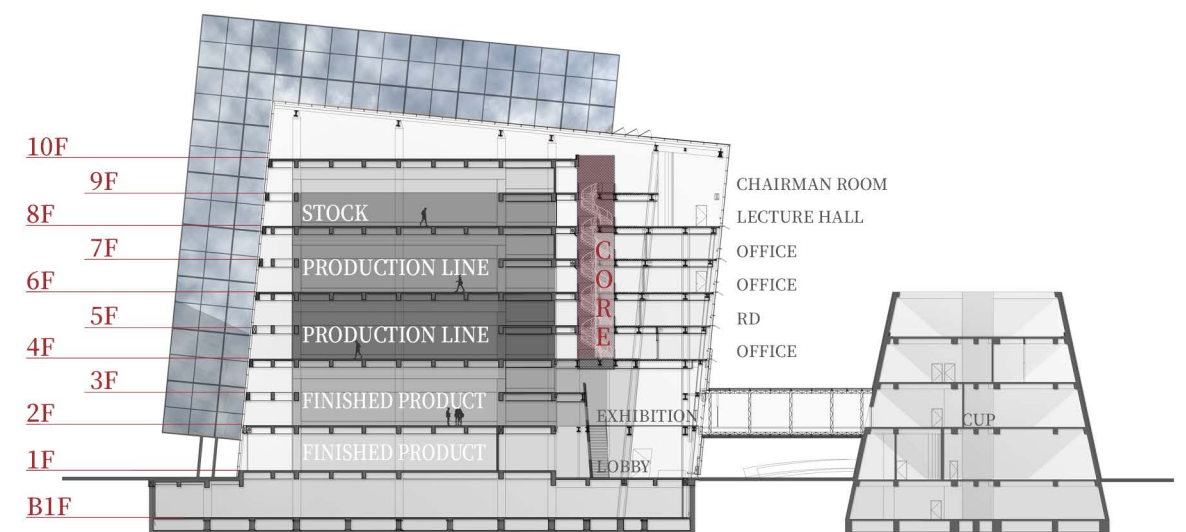 10F
9F
8F
7F
6F
5F
4F
3F
2F
1F
B1F
STOCK
PRODUCTION LINE
PRODUCTION LINE
FINISHED PRODUCT
FINISHED PRODUCT
CORE
EXHIBITION
LOBBY
CHAIRMAN ROOM
LECTURE HALL
OFFICE
OFFICE
RD
OFFICE
CUP